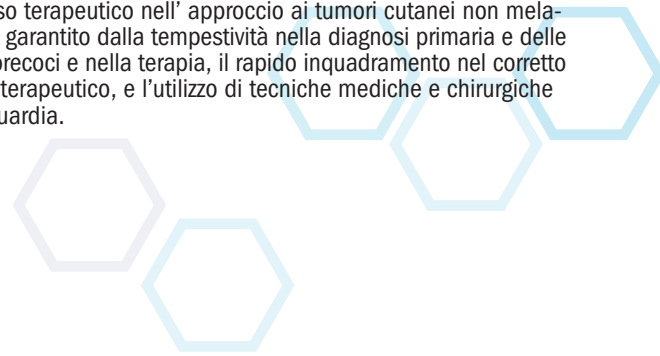 so terapeutico nell' approccio ai tumori cutanei non mela-
garantito dalla tempestività nella diagnosi primaria e delle
precoci e nella terapia, il rapido inquadramento nel corretto
terapeutico, e l'utilizzo di tecniche mediche e chirurgiche
uardia.